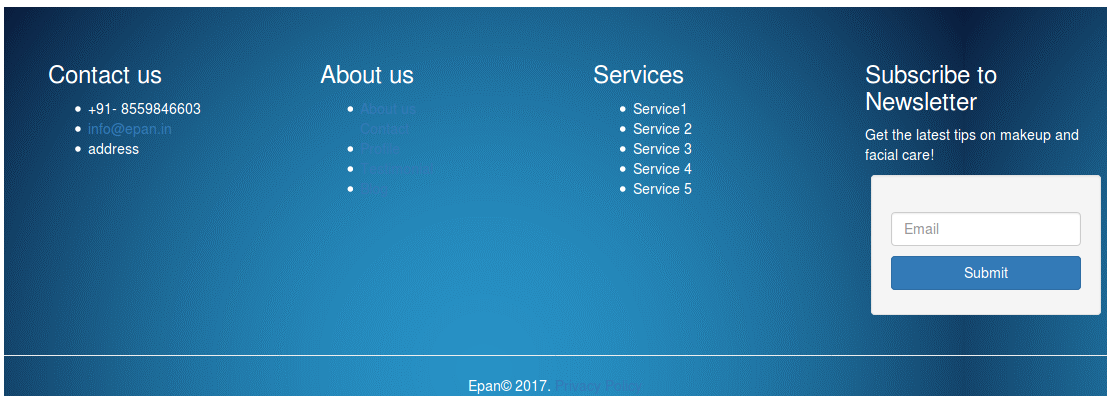 Contact us
+91- 8559846603
info@epan.in
address
About us
About us
Contact
Profile
Services
Service1
Service 2
Service 3
Service 4
Service 5
Subscribe to
Newsletter
Get the latest tips on makeup and
facial care!
Email
Submit
Epan© 2017. Privacy Policy